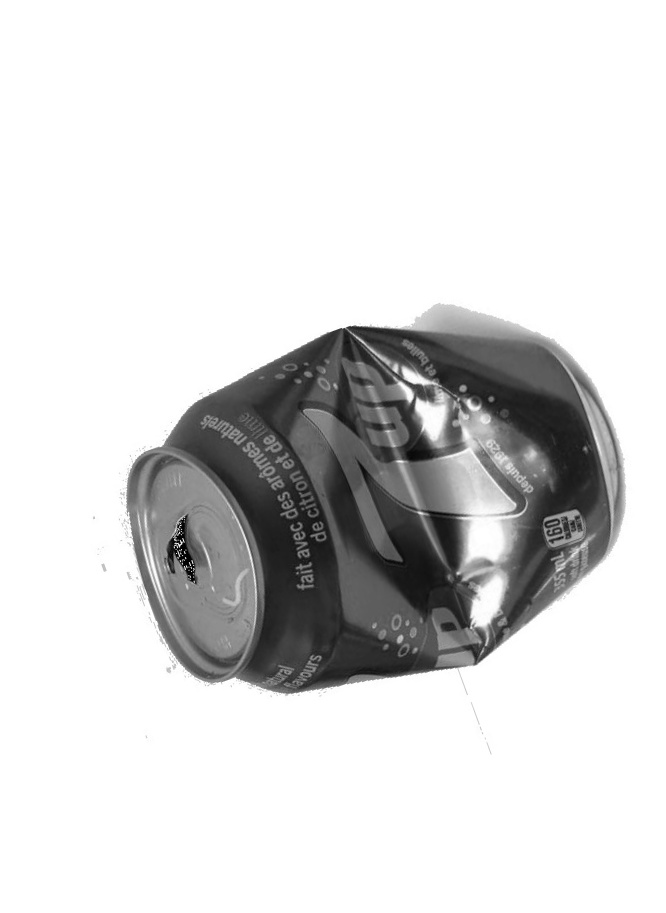 fait avec des arômes naturels
de citron et de lime
7up
et bulles
depuis 1929
160
355 mL
up
natural
flavours